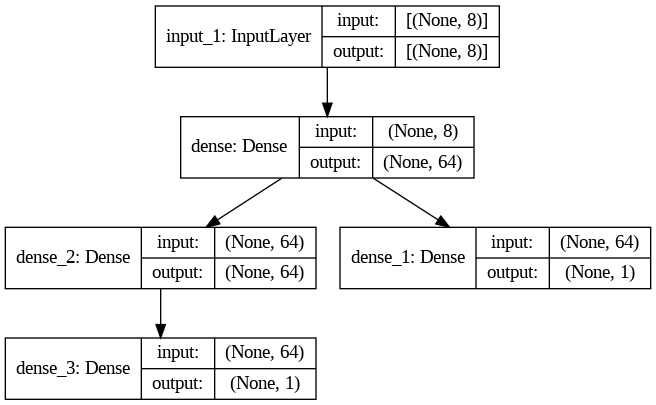 input_1: InputLayer
input: [(None, 8)]
output: [(None, 8)]
dense: Dense
input: (None, 8)
output: (None, 64)
dense_2: Dense
input: (None, 64)
output: (None, 64)
dense_1: Dense
input: (None, 64)
output: (None, 1)
dense_3: Dense
input: (None, 64)
output: (None, 1)